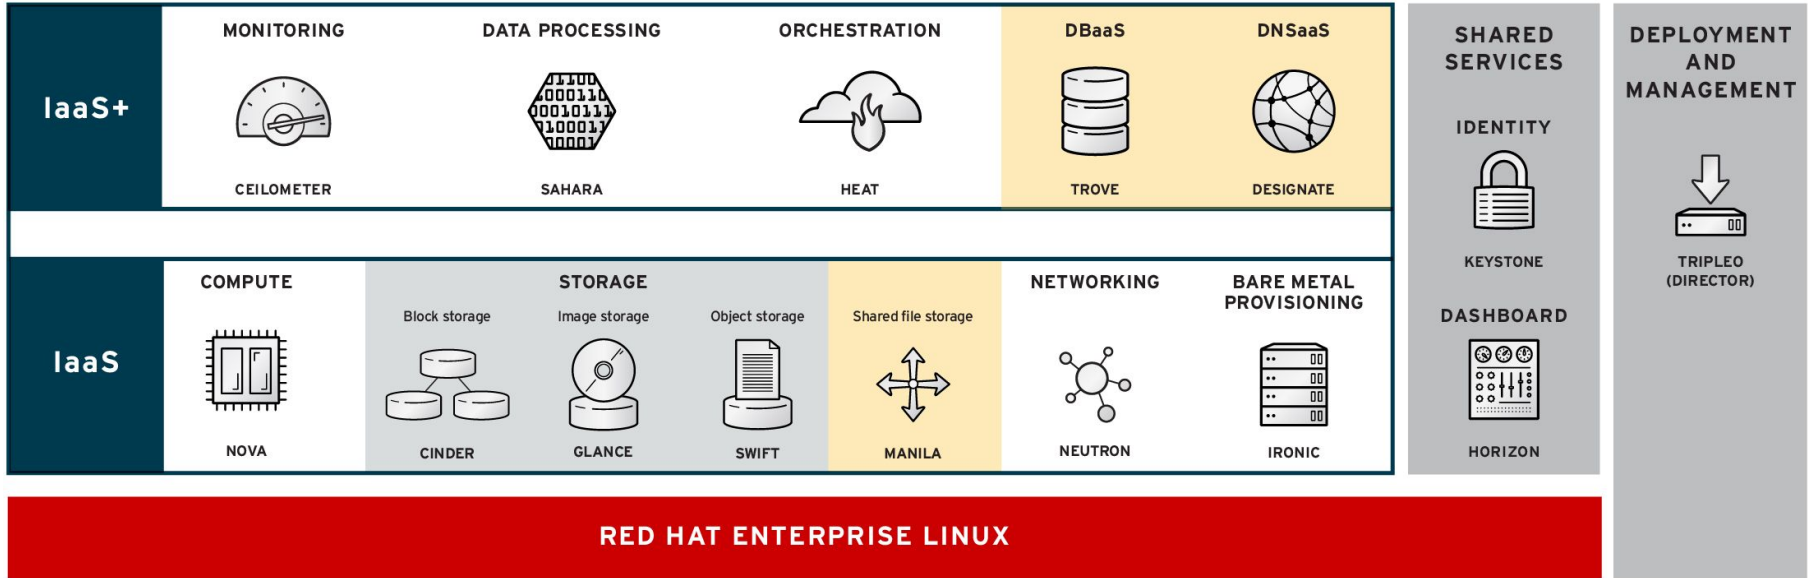 MONITORING
DATA PROCESSING
ORCHESTRATION
DBaaS
DNSaaS
IaaS+
CEILOMETER
SAHARA
HEAT
TROVE
DESIGNATE
COMPUTE
STORAGE
NETWORKING
BARE METAL
PROVISIONING
Block storage
Image storage
Object storage
Shared file storage
IaaS
NOVA
CINDER
GLANCE
SWIFT
MANILA
NEUTRON
IRONIC
SHARED
SERVICES
IDENTITY
KEYSTONE
DASHBOARD
HORIZON
DEPLOYMENT
AND
MANAGEMENT
TRIPLEO
(DIRECTOR)
RED HAT ENTERPRISE LINUX